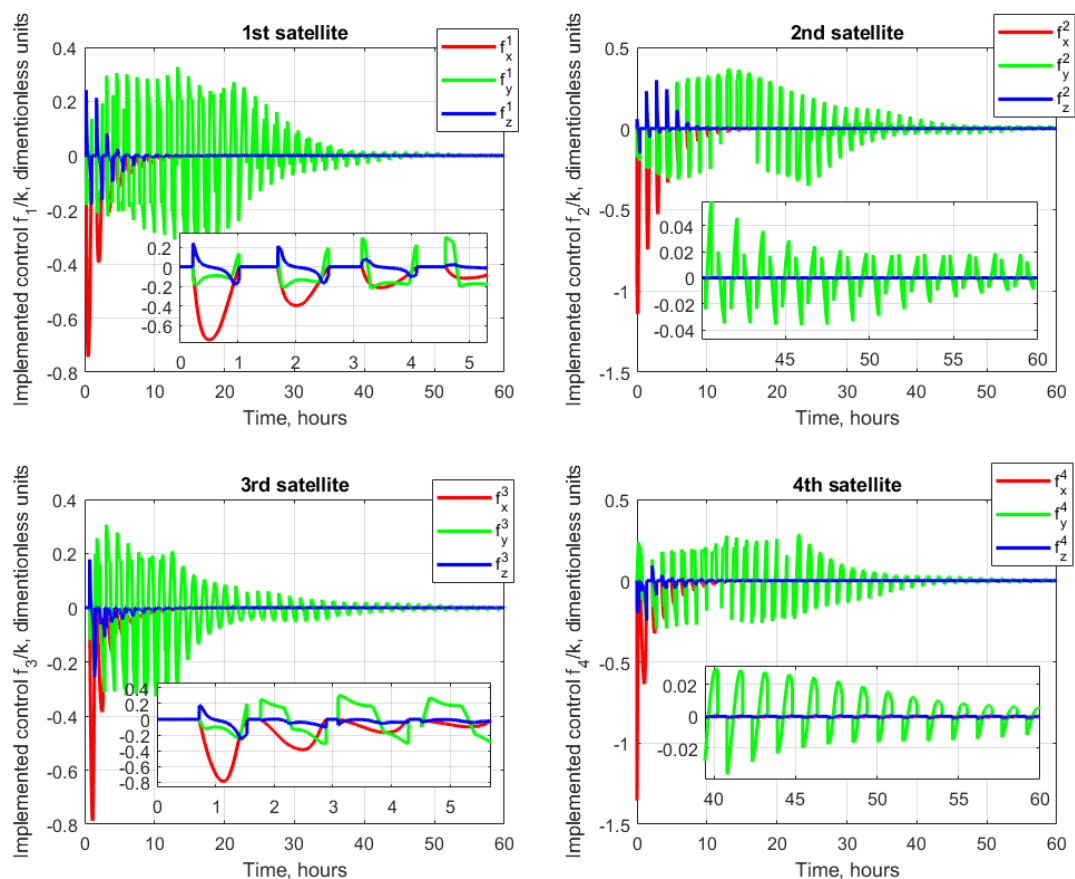 1st satellite
Implemented control f_1/k, dimentionless units
0.4
0.2
0
-0.2
-0.4
-0.6
-0.8
f_x^1
f_y^1
f_z^1
0.2
0
-0.2
-0.4
-0.6
0 1 2 3 4 5
0 10 20 30 40 50 60
Time, hours
2nd satellite
Implemented control f_2/k, dimentionless units
0.5
0
-0.5
-1
-1.5
f_x^2
f_y^2
f_z^2
0.04
0.02
0
-0.02
-0.04
45 50 55 60
0 10 20 30 40 50 60
Time, hours
3rd satellite
Implemented control f_3/k, dimentionless units
0.4
0.2
0
-0.2
-0.4
-0.6
-0.8
f_x^3
f_y^3
f_z^3
0.4
0.2
0
-0.2
-0.4
-0.6
-0.8
0 1 2 3 4 5
0 10 20 30 40 50 60
Time, hours
4th satellite
Implemented control f_4/k, dimentionless units
0.5
0
-0.5
-1
-1.5
f_x^4
f_y^4
f_z^4
0.02
0
-0.02
40 45 50 55 60
0 10 20 30 40 50 60
Time, hours